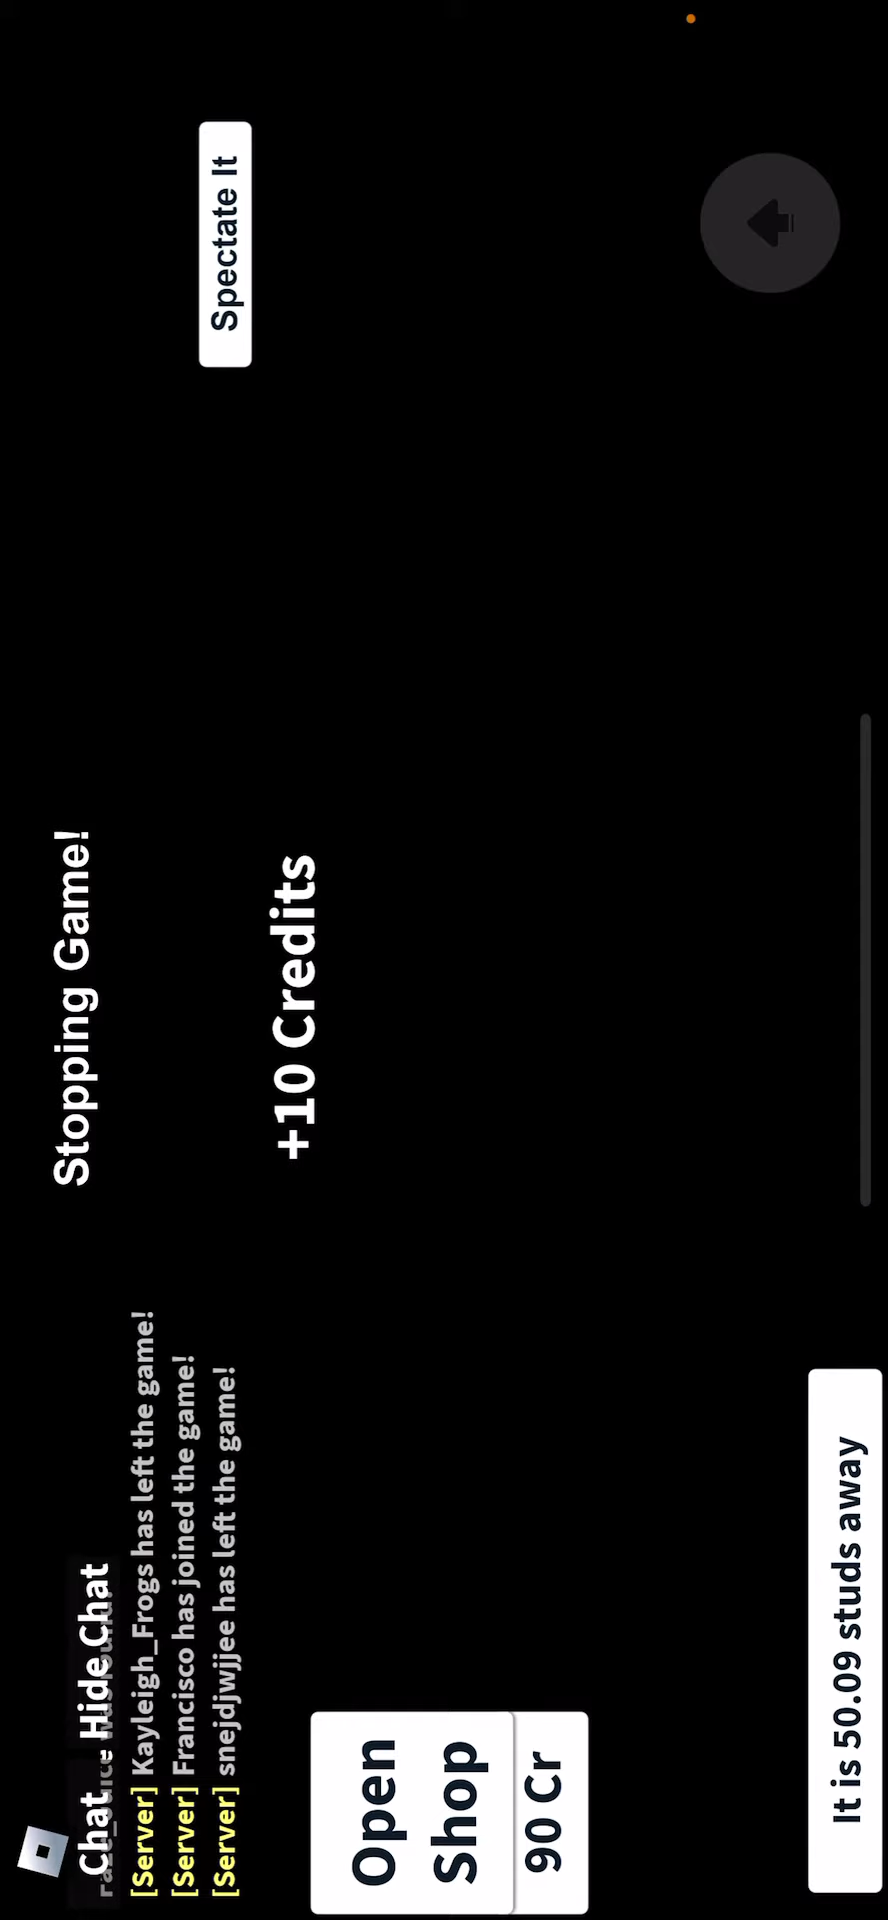 Stopping Game!
Chat
Hide Chat
[Server] Kayleigh_Frogs has left the game!
[Server] Francisco has joined the game!
[Server] snejdjwjjee has left the game!
Spectate It
+10 Credits
Open
Shop
90 Cr
It is 50.09 studs away